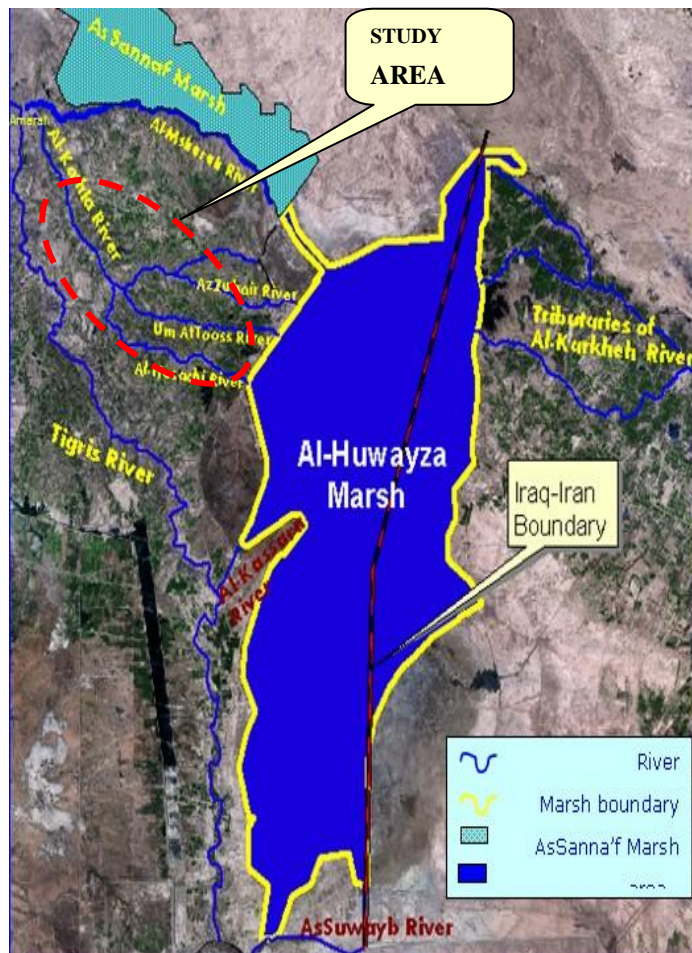 STUDY
AREA
AsSannaf Marsh
Amarah
Al-Kahla River
Al-Msharah River
AzZubair River
Um AtTooss River
River
Tigris River
Tributaries of
Al-Karkheh River
Al-Huwayza
Marsh
Iraq-Iran
Boundary
Al-Kassara
River
River
Marsh boundary
AsSanna'f Marsh
AsSuwayb River